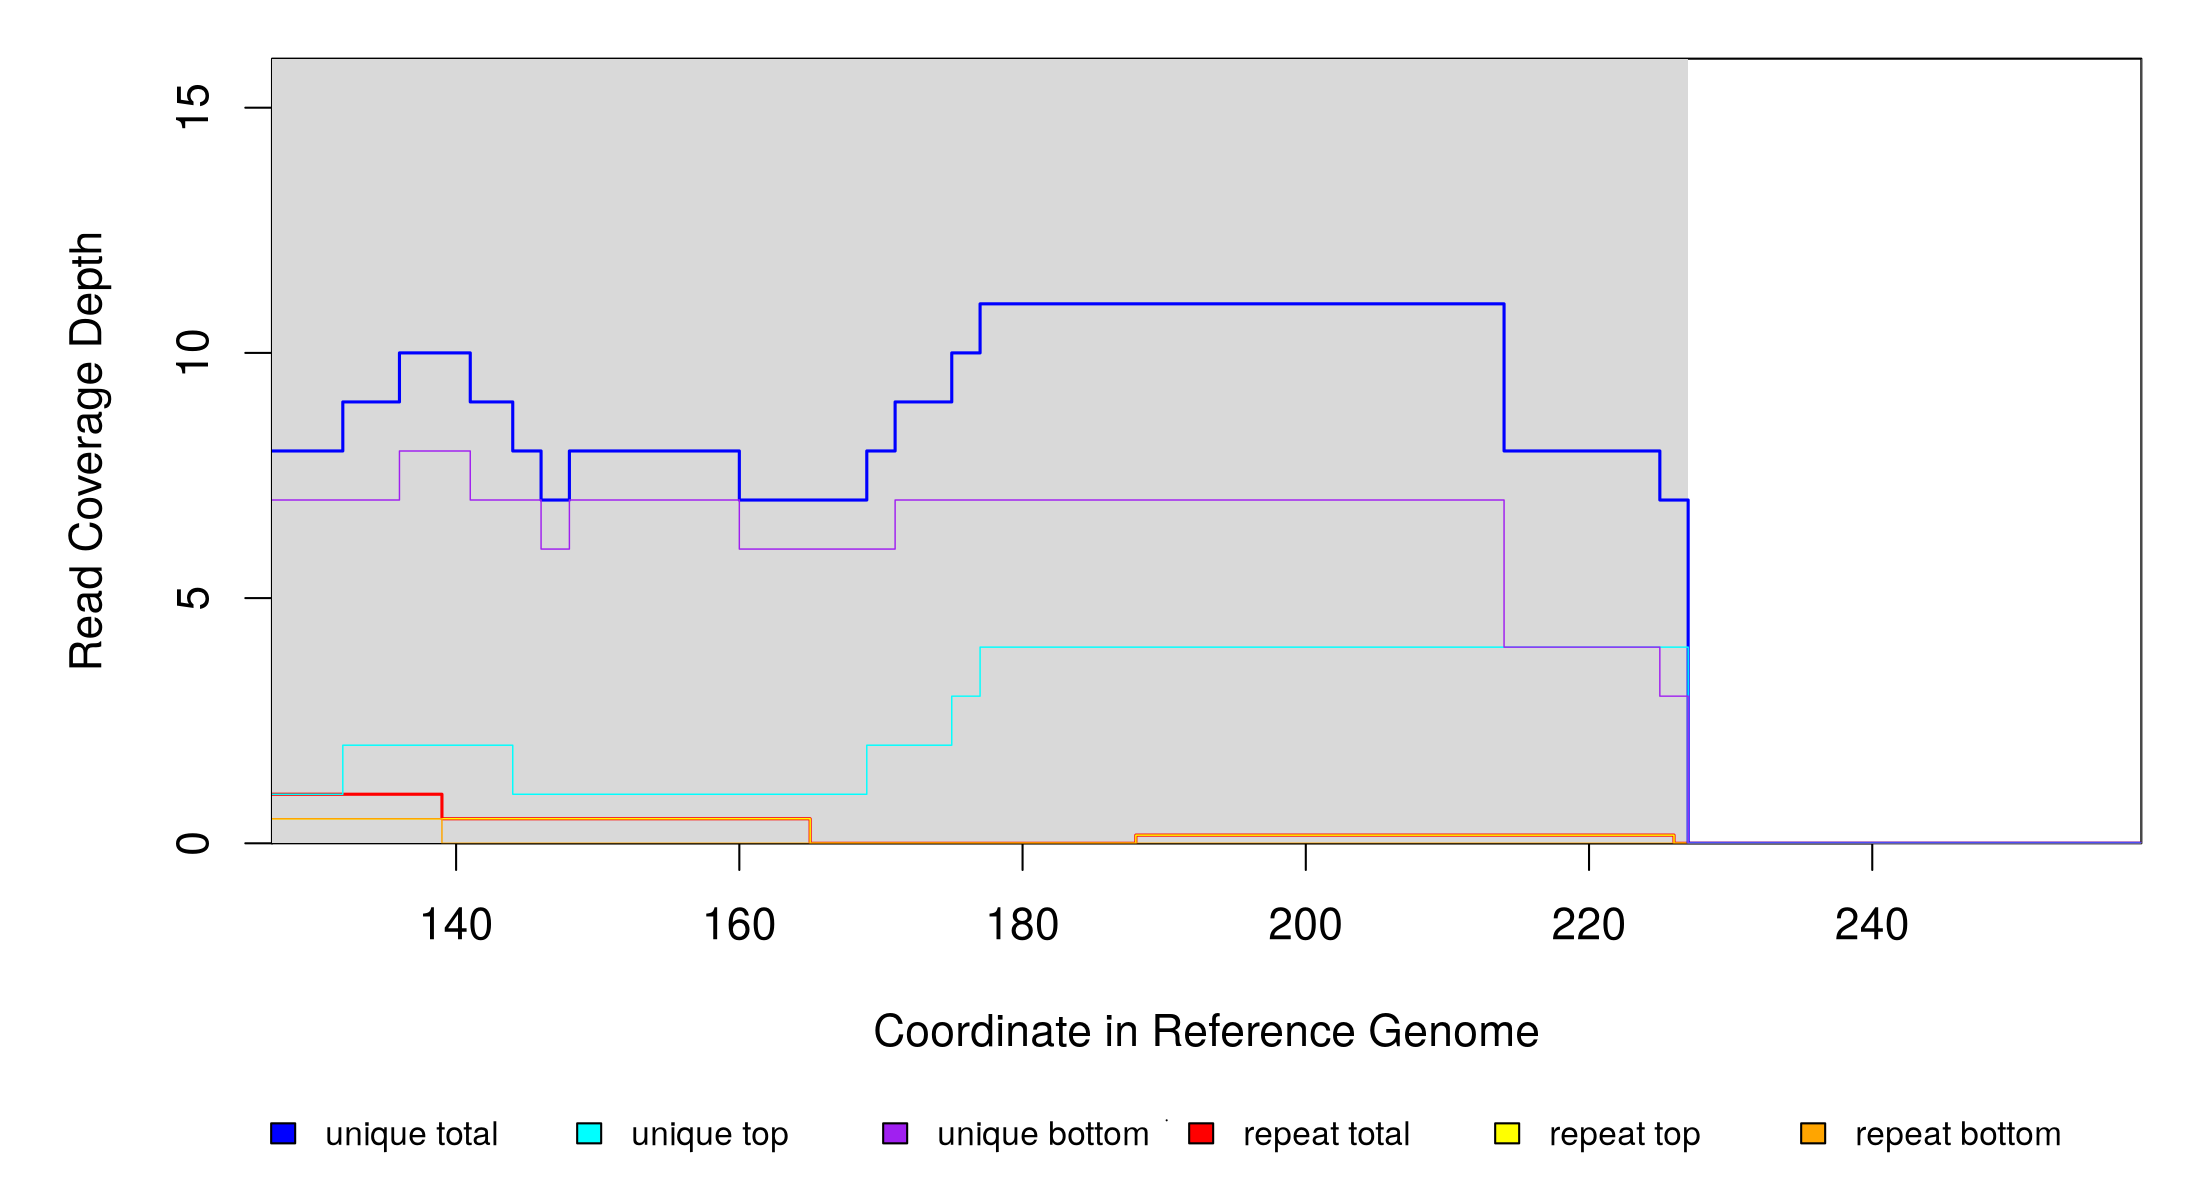 15
10
5
0
Read Coverage Depth
140 160 180 200 220 240
Coordinate in Reference Genome
unique total unique top unique bottom repeat total repeat top repeat bottom